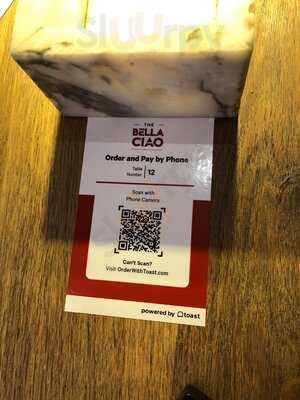 Sluurpy
THE
BELLA
CIAO
Order and Pay by Phone
Table
Number 12
Scan with
Phone Camera
Can't Scan?
Visit OrderWithToast.com
powered by toast